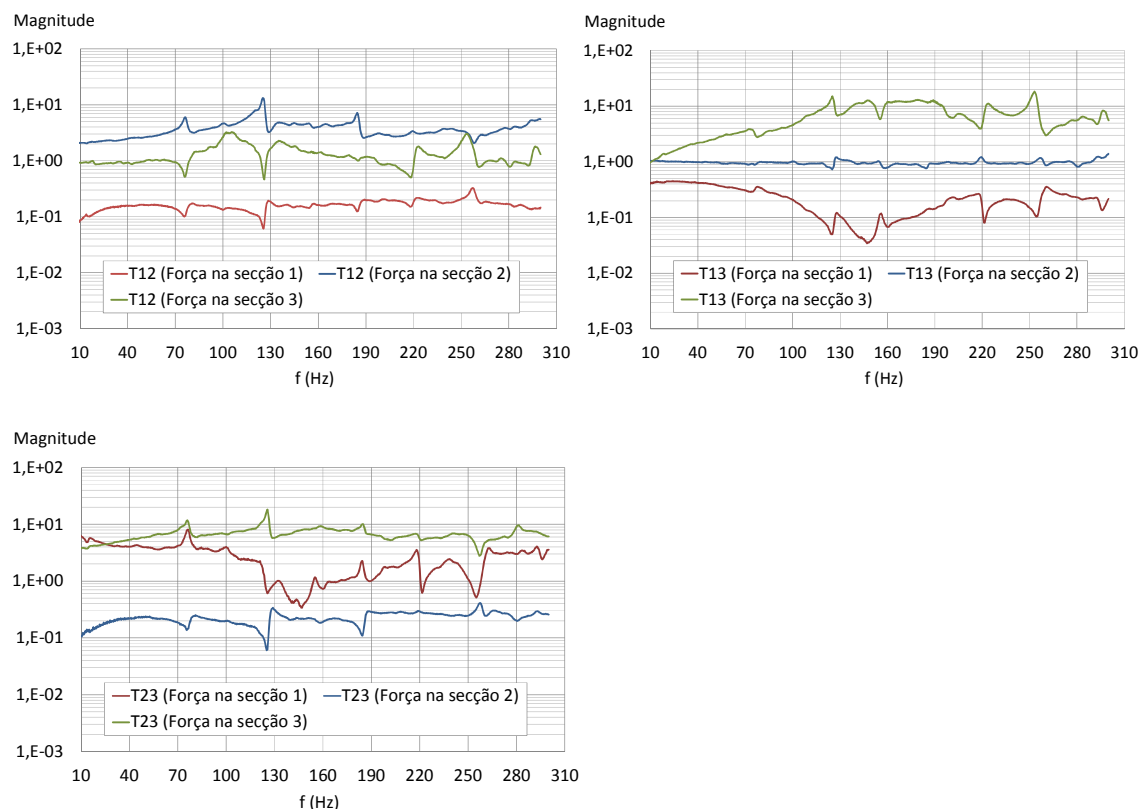 Magnitude
1,E+02
1,E+01
1,E+00
1,E-01
1,E-02
1,E-03
T12 (Força na secção 1) T12 (Força na secção 2)
T12 (Força na secção 3)
10 40 70 100 130 160 190 220 250 280 310
f (Hz)
Magnitude
1,E+02
1,E+01
1,E+00
1,E-01
1,E-02
1,E-03
T13 (Força na secção 1) T13 (Força na secção 2)
T13 (Força na secção 3)
10 40 70 100 130 160 190 220 250 280 310
f (Hz)
Magnitude
1,E+02
1,E+01
1,E+00
1,E-01
1,E-02
1,E-03
T23 (Força na secção 1) T23 (Força na secção 2)
T23 (Força na secção 3)
10 40 70 100 130 160 190 220 250 280 310
f (Hz)